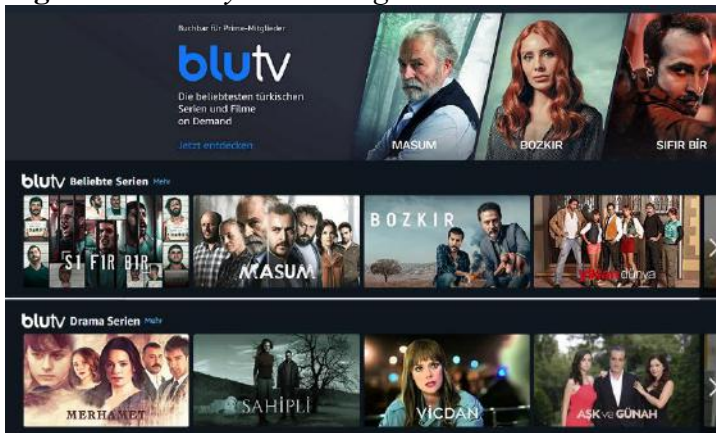 Buchbar für Prime-Mitglieder
blutv
Die beliebtesten türkischen
Serien und Filme
on Demand
Jetzt entdecken
MASUM
BOZKIR
SIFIR BİR
blutv Beliebte Serien Mehr
SIFIR BİR
MASUM
BOZKIR
yalan dünya
blutv Drama Serien Mehr
MERHAMET
SAHİPLİ
VİCDAN
AŞK ve GÜNAH